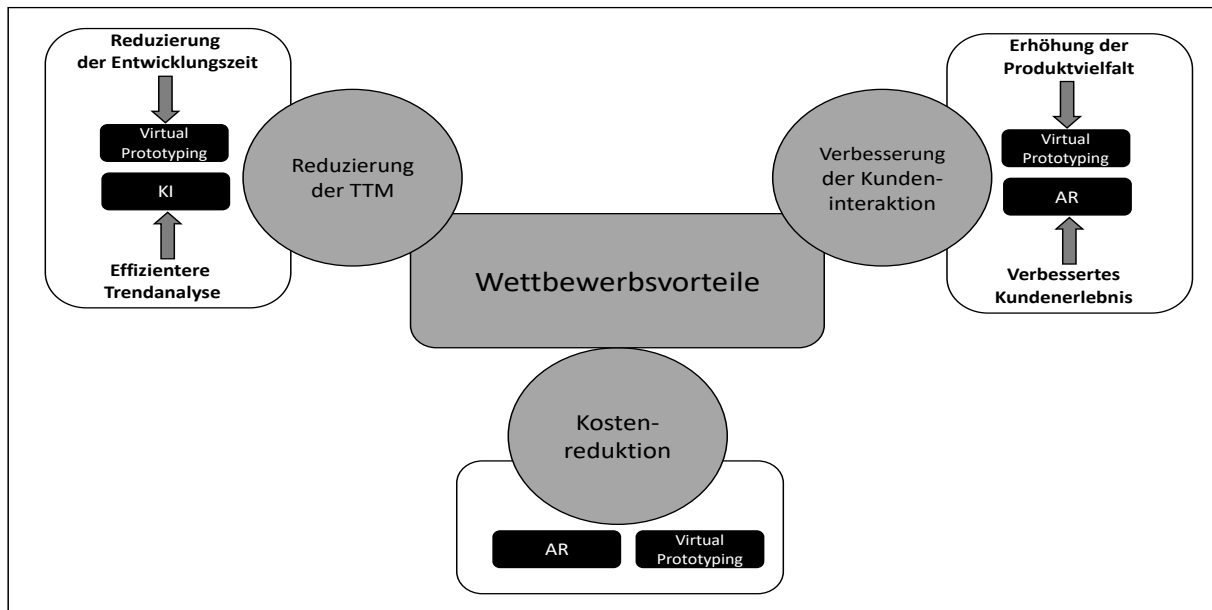 Reduzierung
der Entwicklungszeit
Virtual
Prototyping
KI
Effizientere
Trendanalyse
Reduzierung
der TTM
Wettbewerbsvorteile
Verbesserung
der Kunden-
interaktion
Erhöhung der
Produktvielfalt
Virtual
Prototyping
AR
Verbessertes
Kundenerlebnis
Kosten-
reduktion
AR
Virtual
Prototyping